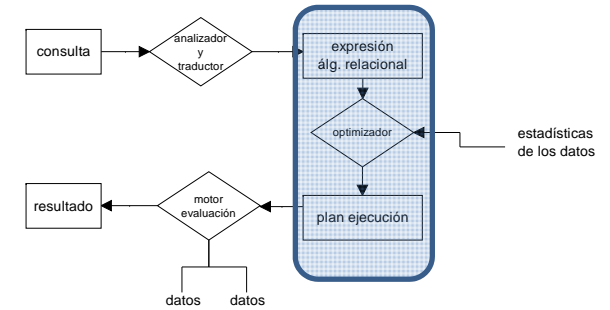 consulta
analizador
y
traductor
expresión
álg. relacional
optimizador
estadísticas
de los datos
resultado
motor
evaluación
plan ejecución
datos
datos